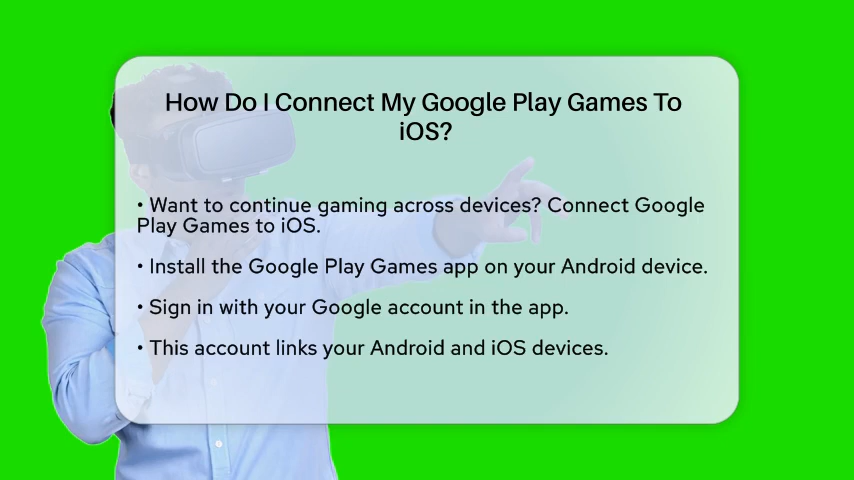 How Do I Connect My Google Play Games To
iOS?
• Want to continue gaming across devices? Connect Google
Play Games to iOS.
• Install the Google Play Games app on your Android device.
• Sign in with your Google account in the app.
• This account links your Android and iOS devices.